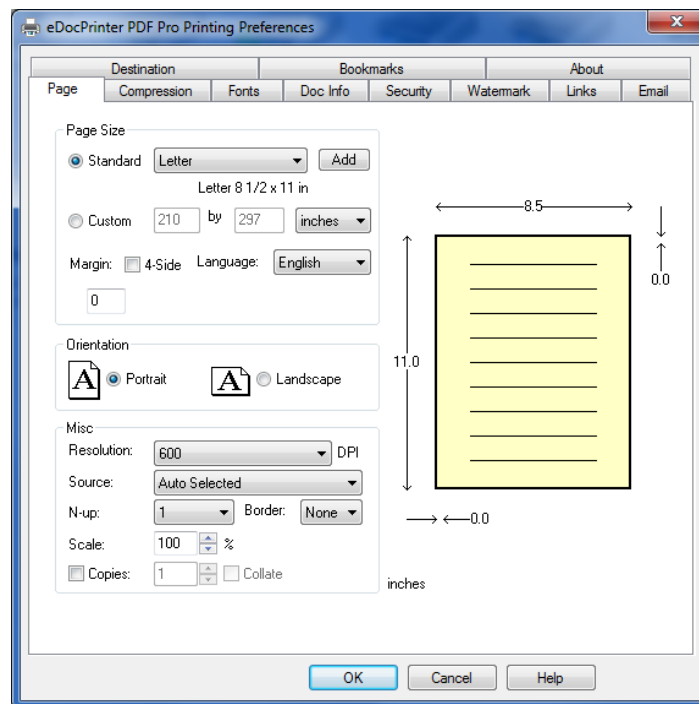 eDocPrinter PDF Pro Printing Preferences
Destination Bookmarks About
Page Compression Fonts Doc Info Security Watermark Links Email
Page Size
Standard Letter Add
Letter 8 1/2 x 11 in
Custom 210 by 297 inches
Margin: 4-Side Language: English
0
Orientation
A Portrait A Landscape
Misc
Resolution: 600 DPI
Source: Auto Selected
N-up: 1 Border: None
Scale: 100 %
Copies: 1 Collate
8.5
0.0
11.0
0.0
inches
OK Cancel Help